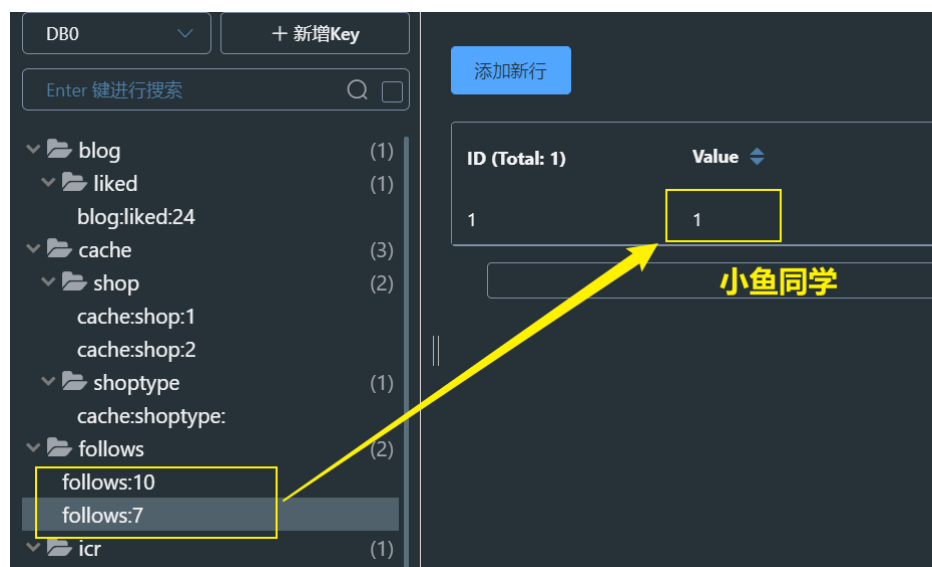 DB0
+ 新增Key
Enter 键进行搜索
blog (1)
liked (1)
blog:liked:24
cache (3)
shop (2)
cache:shop:1
cache:shop:2
shoptype (1)
cache:shoptype:
follows (2)
follows:10
follows:7
icr (1)
添加新行
ID (Total: 1) Value
1 1
小鱼同学